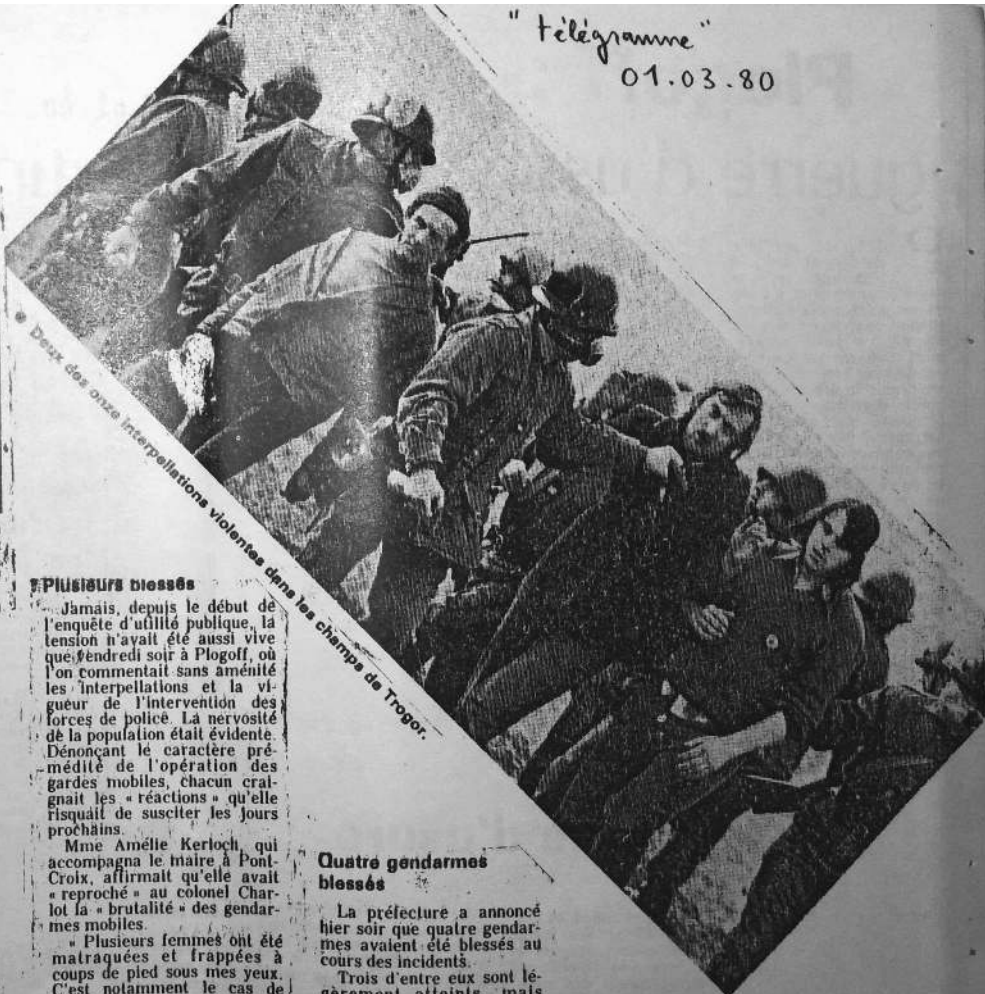 " télégramme "
01.03.80
Deux des onze interpellations violentes dans les champs de Trogor.
Plusieurs blessés
Jamais, depuis le début de
l'enquête d'utilité publique, la
tension n'avait été aussi vive
que vendredi soir à Plogoff, où
l'on commentait sans aménité
les interpellations et la vi-
gueur de l'intervention des
forces de police. La nervosité
de la population était évidente.
Dénonçant le caractère pré-
médité de l'opération des
gardes mobiles, chacun crai-
gnait les « réactions » qu'elle
risquait de susciter les jours
prochains.
Mme Amélie Kerloch, qui
accompagna le maire à Pont-
Croix, affirmait qu'elle avait
« reproché » au colonel Char-
lot la « brutalité » des gendar-
mes mobiles.
« Plusieurs femmes ont été
matraquées et frappées à
coups de pied sous mes yeux.
C'est notamment le cas de
Quatre gendarmes
blessés
La préfecture a annoncé
hier soir que quatre gendar-
mes avaient été blessés au
cours des incidents.
Trois d'entre eux sont lé-
gèrement atteints, mais